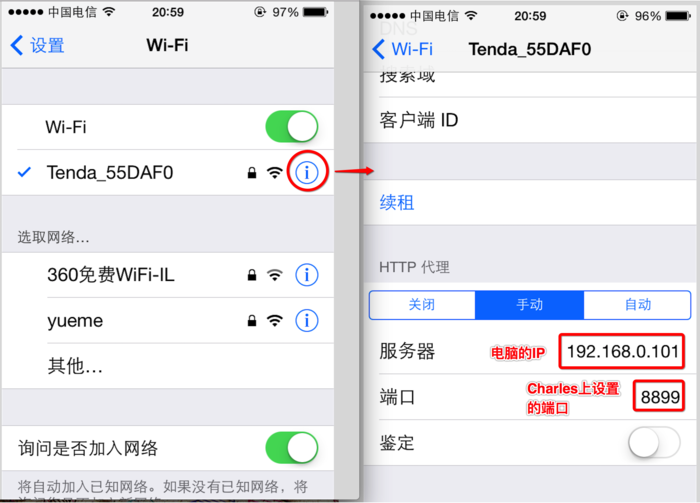 中国电信 20:59 97%
设置 Wi-Fi
Wi-Fi
Tenda_55DAF0
选取网络...
360免费WiFi-IL
yueme
其他...
询问是否加入网络
将自动加入已知网络。如果没有已知网络，将
中国电信 20:59 96%
DNS
Wi-Fi Tenda_55DAF0
搜索域
客户端 ID
续租
HTTP 代理
关闭 手动 自动
服务器 电脑的IP 192.168.0.101
端口 Charles上设置的端口 8899
鉴定